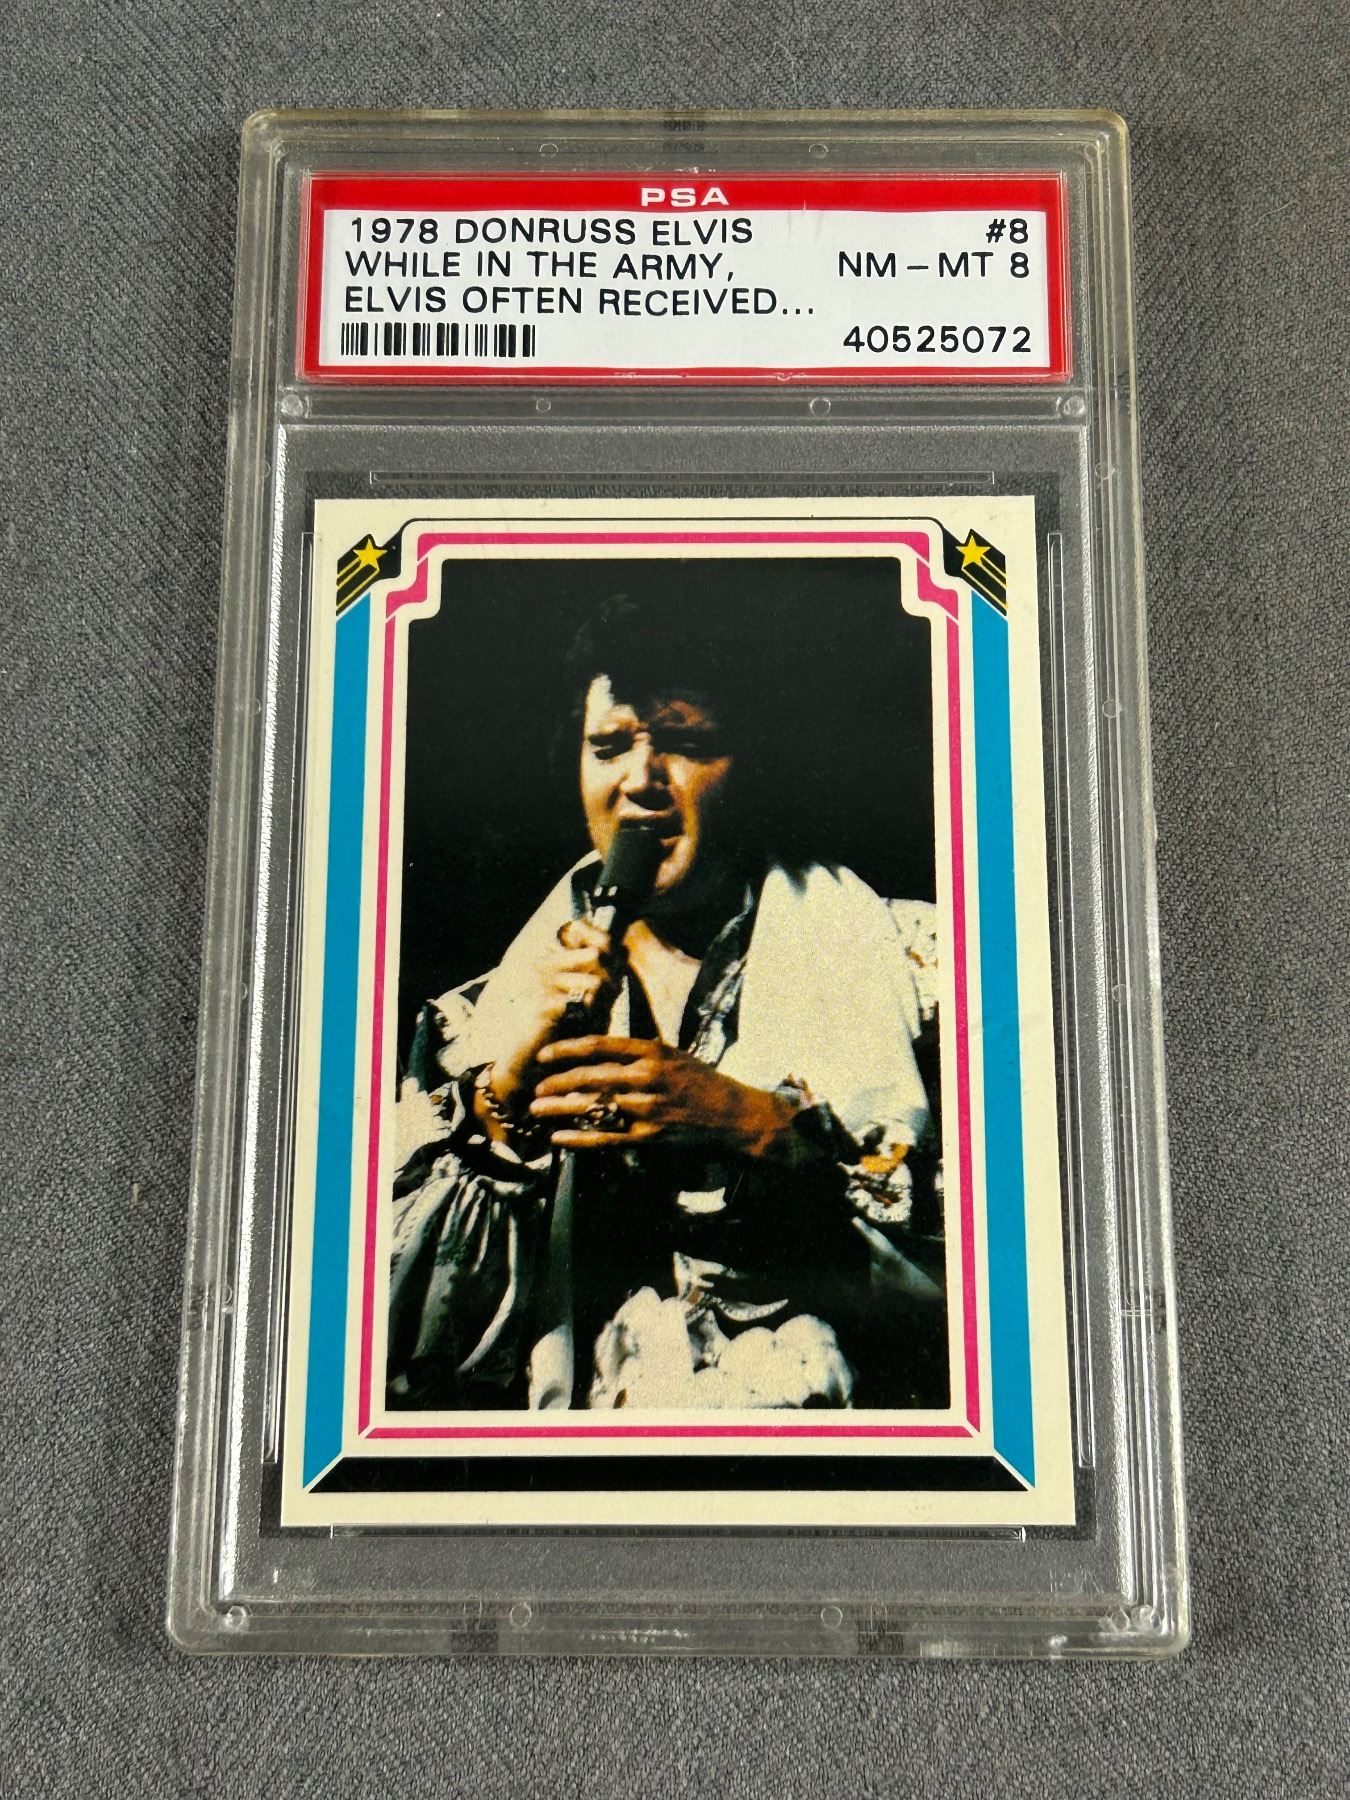 PSA
1978 DONRUSS ELVIS #8
WHILE IN THE ARMY, NM - MT 8
ELVIS OFTEN RECEIVED...
40525072